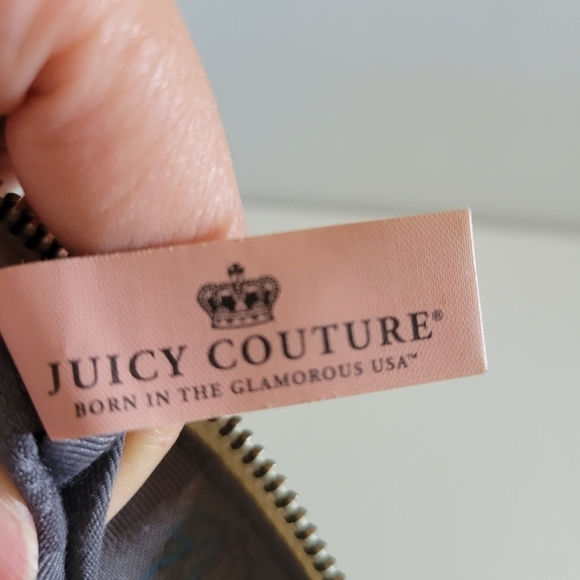 JUICY COUTURE®
BORN IN THE GLAMOROUS USA™